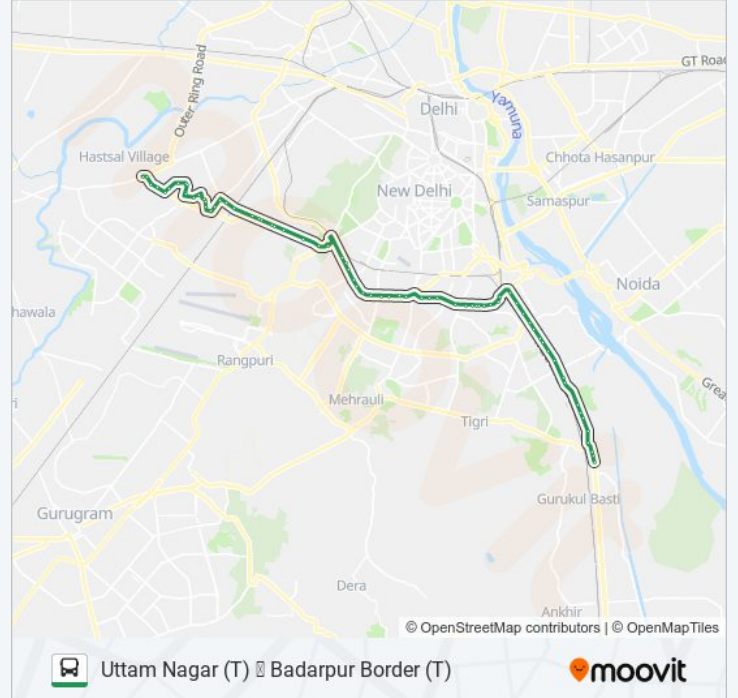 GT Road
Outer Ring Road
Delhi
Yamuna
Hastsal Village
Chhota Hasanpur
New Delhi
Samaspur
Noida
hawala
Rangpuri
Mehrauli
Tigri
Gurukul Basti
Gurugram
Dera
Ankhir
© OpenStreetMap contributors | © OpenMapTiles
Uttam Nagar (T) Badarpur Border (T)
moovit